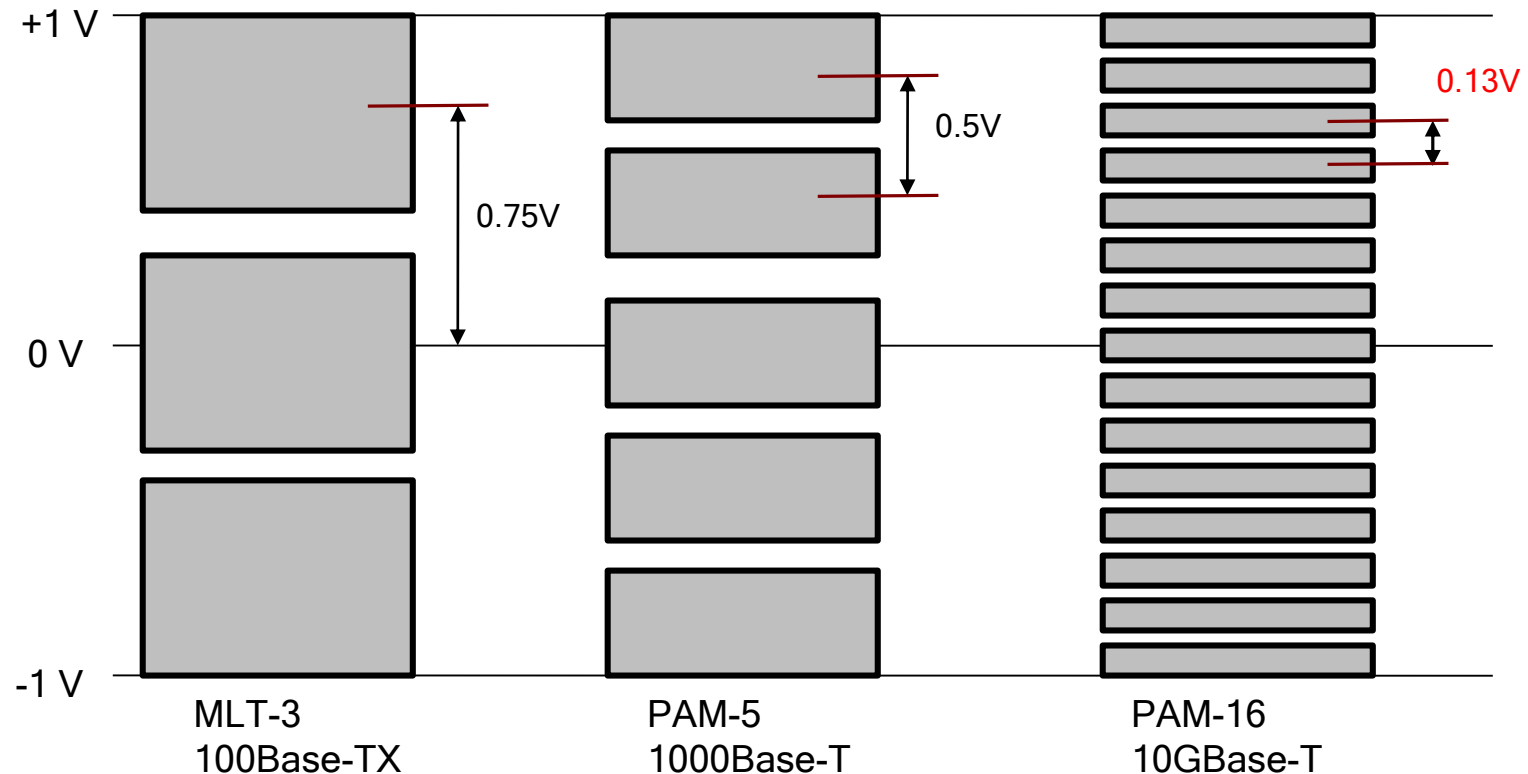 +1 V
0.13V
0.5V
0.75V
0 V
-1 V
MLT-3
100Base-TX
PAM-5
1000Base-T
PAM-16
10GBase-T